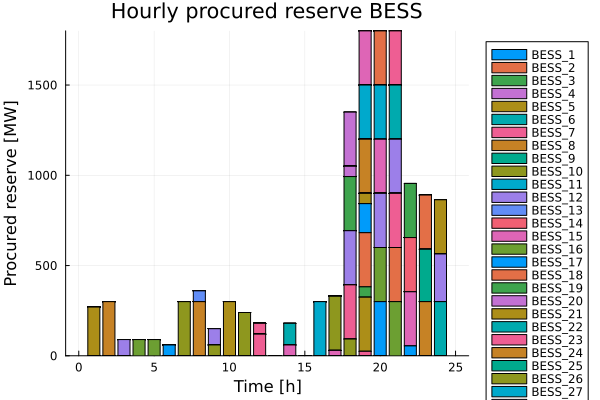 Hourly procured reserve BESS
Procured reserve [MW]
1500
1000
500
0
0 5 10 15 20 25
Time [h]
BESS_1
BESS_2
BESS_3
BESS_4
BESS_5
BESS_6
BESS_7
BESS_8
BESS_9
BESS_10
BESS_11
BESS_12
BESS_13
BESS_14
BESS_15
BESS_16
BESS_17
BESS_18
BESS_19
BESS_20
BESS_21
BESS_22
BESS_23
BESS_24
BESS_25
BESS_26
BESS_27